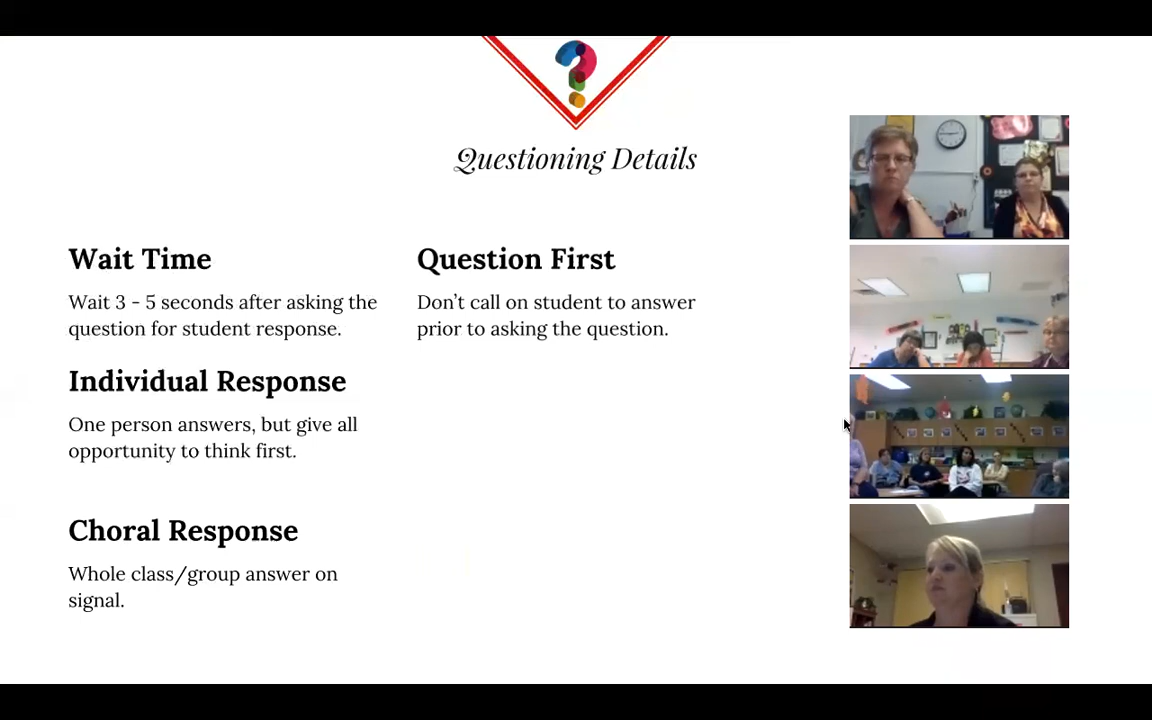 Questioning Details
Wait Time
Wait 3 - 5 seconds after asking the
question for student response.
Individual Response
One person answers, but give all
opportunity to think first.
Choral Response
Whole class/group answer on
signal.
Question First
Don’t call on student to answer
prior to asking the question.